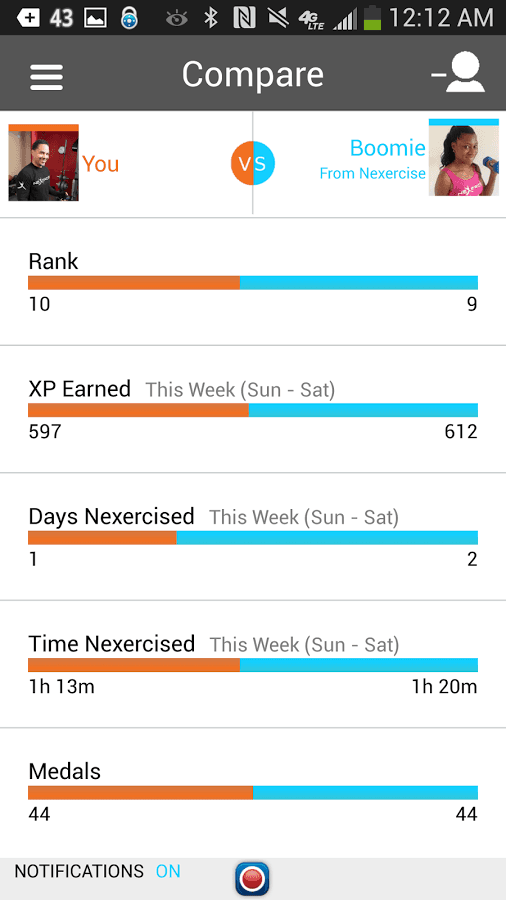 43 4G LTE 12:12 AM
Compare
You VS Boomie
From Nexercise
Rank
10 9
XP Earned This Week (Sun - Sat)
597 612
Days Nexercised This Week (Sun - Sat)
1 2
Time Nexercised This Week (Sun - Sat)
1h 13m 1h 20m
Medals
44 44
NOTIFICATIONS ON